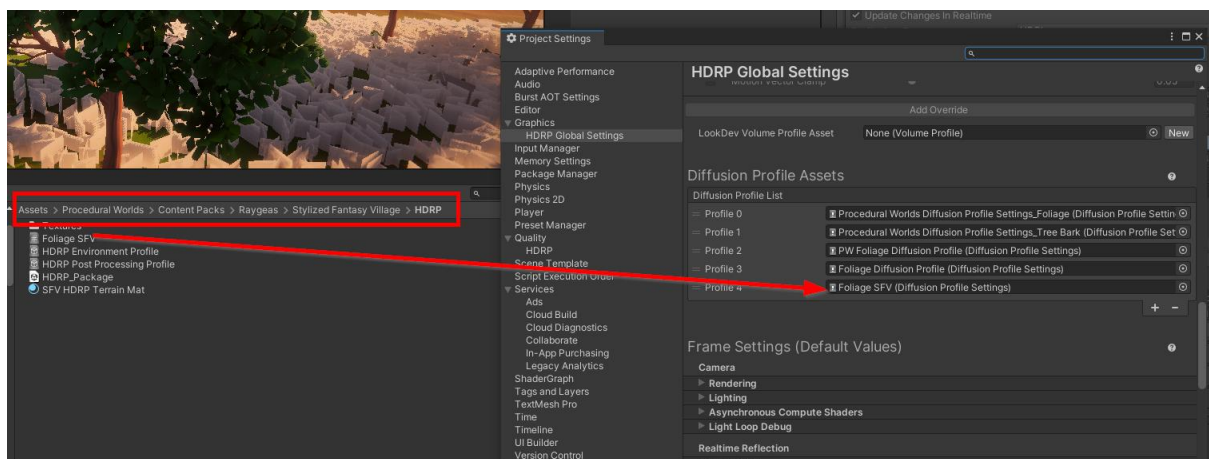 Update Changes In Realtime
Project Settings
Adaptive Performance
Audio
Burst AOT Settings
Editor
Graphics
HDRP Global Settings
Input Manager
Memory Settings
Package Manager
Physics
Physics 2D
Player
Preset Manager
Quality
HDRP
Scene Template
Script Execution Order
Services
Ads
Cloud Build
Cloud Diagnostics
Collaborate
In-App Purchasing
Legacy Analytics
ShaderGraph
Tags and Layers
TextMesh Pro
Time
Timeline
UI Builder
Version Control
HDRP Global Settings
Motion Vector Clamp
Add Override
LookDev Volume Profile Asset None (Volume Profile) New
Diffusion Profile Assets
Diffusion Profile List
Profile 0 Procedural Worlds Diffusion Profile Settings_Foliage (Diffusion Profile Settin
Profile 1 Procedural Worlds Diffusion Profile Settings_Tree Bark (Diffusion Profile Set
Profile 2 PW Foliage Diffusion Profile (Diffusion Profile Settings)
Profile 3 Foliage Diffusion Profile (Diffusion Profile Settings)
Profile 4 Foliage SFV (Diffusion Profile Settings)
+ -
Frame Settings (Default Values)
Camera
Rendering
Lighting
Asynchronous Compute Shaders
Light Loop Debug
Realtime Reflection
Assets > Procedural Worlds > Content Packs > Raygeas > Stylized Fantasy Village > HDRP
Textures
Foliage SFV
HDRP Environment Profile
HDRP Post Processing Profile
HDRP_Package
SFV HDRP Terrain Mat